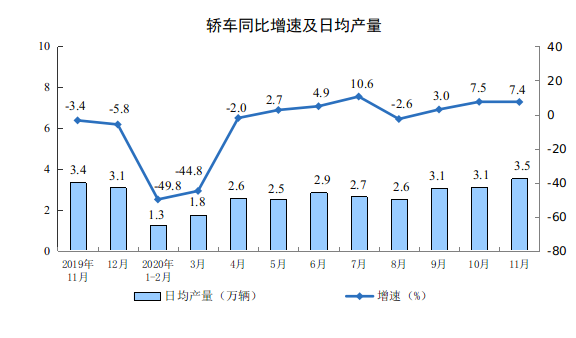 轿车同比增速及日均产量
10
8
6
4
2
0
40
20
0
-20
-40
-60
-80
-3.4
-5.8
-49.8
-44.8
-2.0
2.7
4.9
10.6
-2.6
3.0
7.5
7.4
3.4
3.1
1.3
1.8
2.6
2.5
2.9
2.7
2.6
3.1
3.1
3.5
2019年
11月
12月
2020年
1-2月
3月
4月
5月
6月
7月
8月
9月
10月
11月
日均产量（万辆）
增速（%）